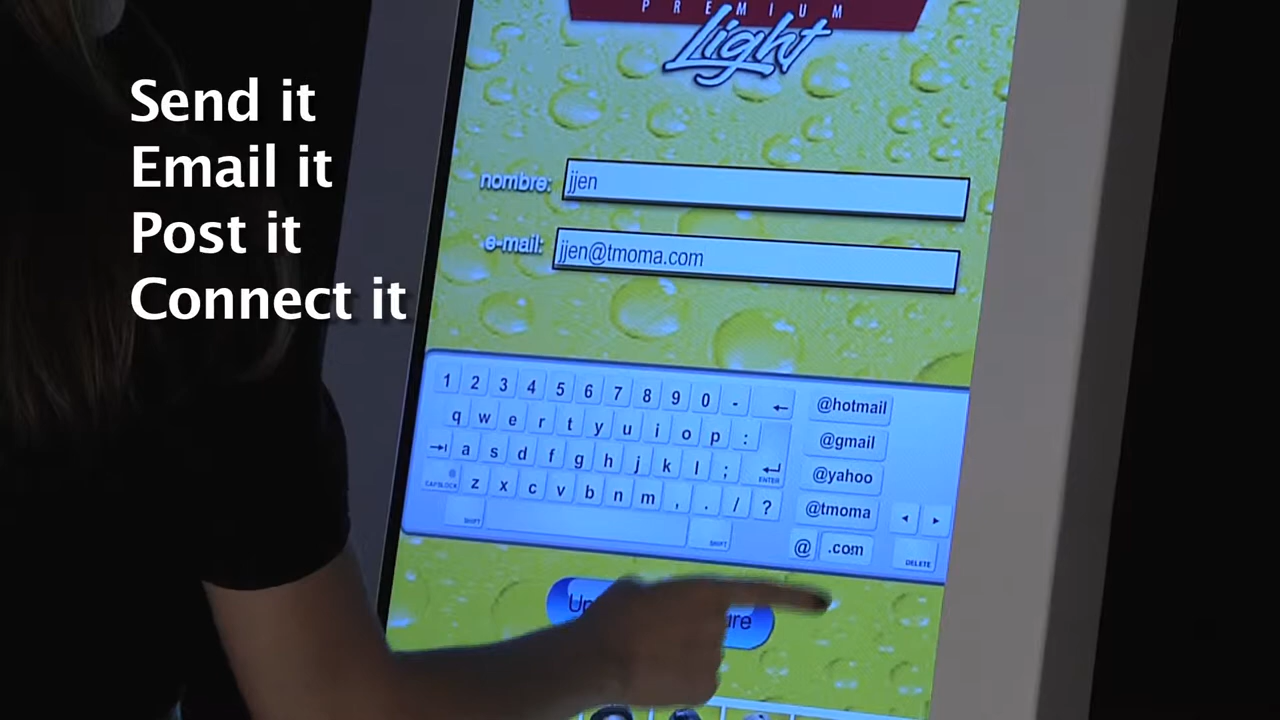 PREMIUM
Light
Send it
Email it
Post it
Connect it
nombre: jjen
e-mail: jjen@tmoma.com
1 2 3 4 5 6 7 8 9 0 - ← @hotmail
q w e r t y u i o p : @gmail
a s d f g h j k l ; ENTER @yahoo
CAPSLOCK z x c v b n m , . / ? @tmoma
SHIFT SHIFT @ .com DELETE